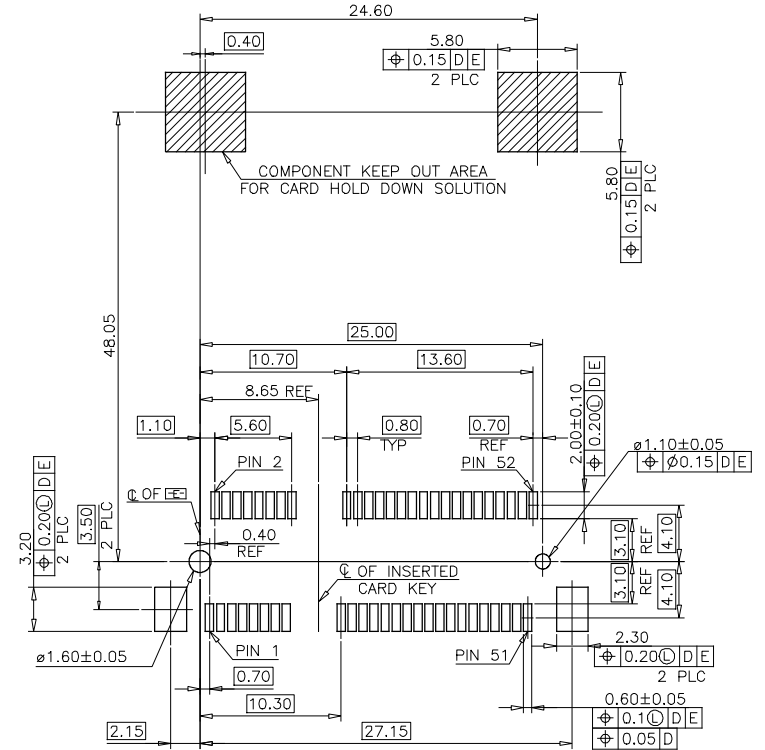 24.60
0.40
5.80
⌖ 0.15 D E
2 PLC
COMPONENT KEEP OUT AREA
FOR CARD HOLD DOWN SOLUTION
5.80
⌖ 0.15 D E
2 PLC
48.05
25.00
10.70
13.60
8.65 REF
1.10
5.60
0.80
TYP
0.70
REF
2.00±0.10
⌖ 0.20Ⓛ D E
PIN 2
PIN 52
⌀1.10±0.05
⌖ ⌀0.15 D E
3.20
⌖ 0.20Ⓛ D E
2 PLC
3.50
2 PLC
℄ OF -E-
0.40
REF
3.10
REF
4.10
℄ OF INSERTED
CARD KEY
3.10
REF
4.10
⌀1.60±0.05
PIN 1
PIN 51
2.30
⌖ 0.20Ⓛ D E
2 PLC
0.70
10.30
0.60±0.05
⌖ 0.1Ⓛ D E
⌖ 0.05 D
2.15
27.15